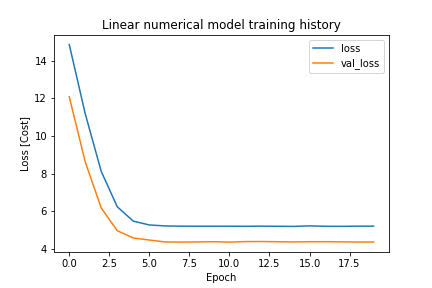 Linear numerical model training history
loss
val_loss
Loss [Cost]
14
12
10
8
6
4
0.0 2.5 5.0 7.5 10.0 12.5 15.0 17.5
Epoch